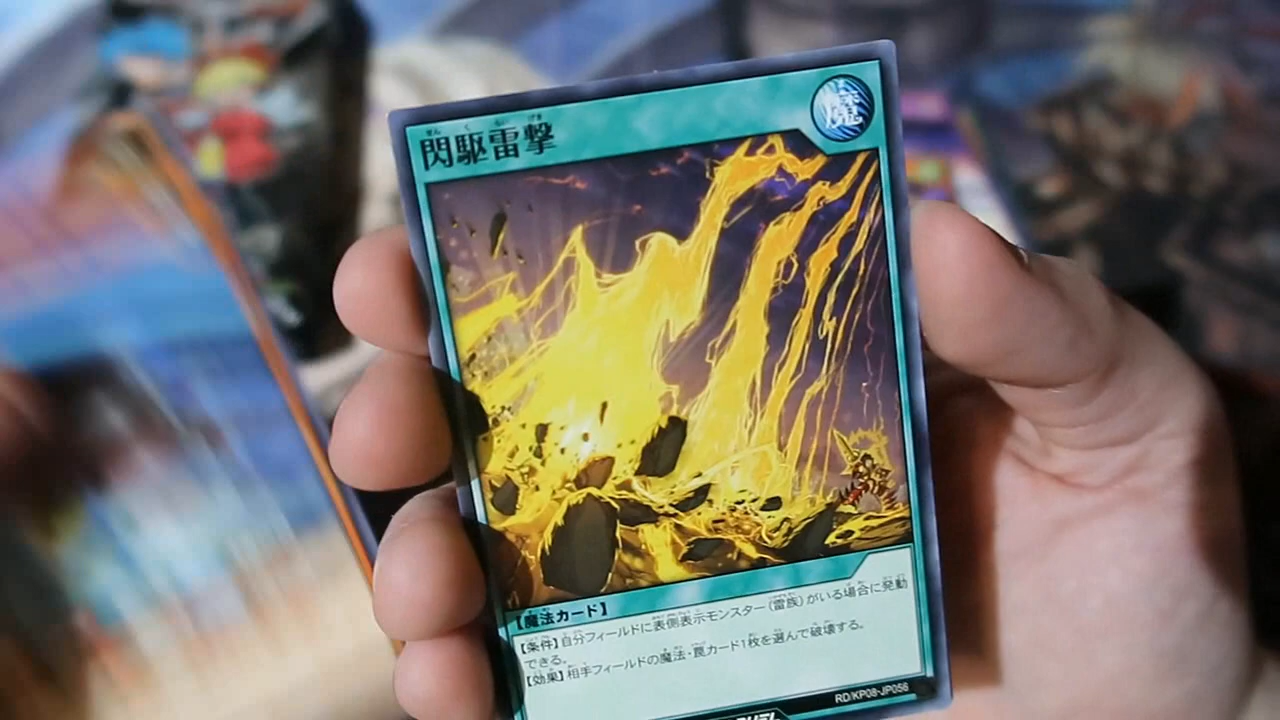 閃駆雷撃
魔
【魔法カード】
【条件】自分フィールドに表側表示モンスター(雷族)がいる場合に発動
できる。
【効果】相手フィールドの魔法・罠カード1枚を選んで破壊する。
RD/KP08-JP056